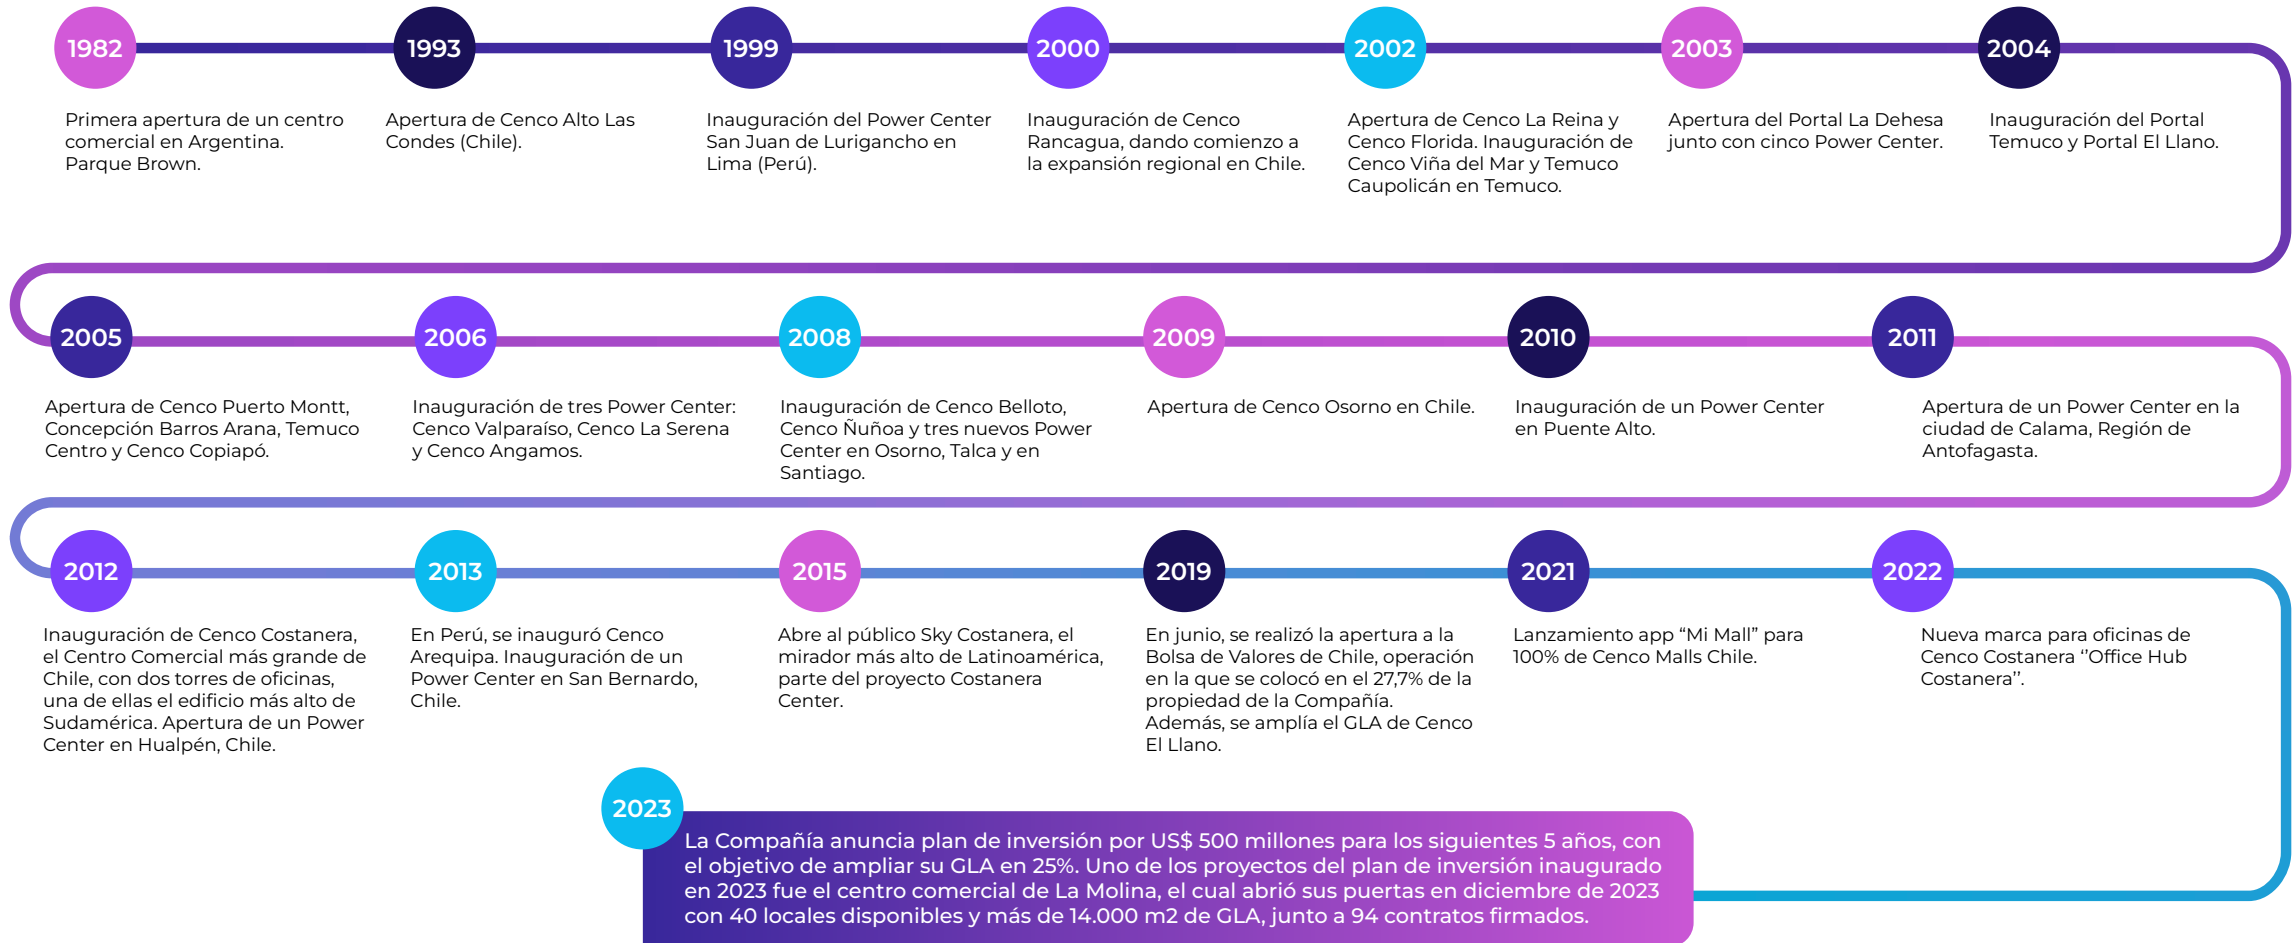 1982
Primera apertura de un centro
comercial en Argentina.
Parque Brown.
1993
Apertura de Cenco Alto Las
Condes (Chile).
1999
Inauguración del Power Center
San Juan de Lurigancho en
Lima (Perú).
2000
Inauguración de Cenco
Rancagua, dando comienzo a
la expansión regional en Chile.
2002
Apertura de Cenco La Reina y
Cenco Florida. Inauguración de
Cenco Viña del Mar y Temuco
Caupolicán en Temuco.
2003
Apertura del Portal La Dehesa
junto con cinco Power Center.
2004
Inauguración del Portal
Temuco y Portal El Llano.
2005
Apertura de Cenco Puerto Montt,
Concepción Barros Arana, Temuco
Centro y Cenco Copiapó.
2006
Inauguración de tres Power Center:
Cenco Valparaíso, Cenco La Serena
y Cenco Angamos.
2008
Inauguración de Cenco Belloto,
Cenco Ñuñoa y tres nuevos Power
Center en Osorno, Talca y en
Santiago.
2009
Apertura de Cenco Osorno en Chile.
2010
Inauguración de un Power Center
en Puente Alto.
2011
Apertura de un Power Center en la
ciudad de Calama, Región de
Antofagasta.
2012
Inauguración de Cenco Costanera,
el Centro Comercial más grande de
Chile, con dos torres de oficinas,
una de ellas el edificio más alto de
Sudamérica. Apertura de un Power
Center en Hualpén, Chile.
2013
En Perú, se inauguró Cenco
Arequipa. Inauguración de un
Power Center en San Bernardo,
Chile.
2015
Abre al público Sky Costanera, el
mirador más alto de Latinoamérica,
parte del proyecto Costanera
Center.
2019
En junio, se realizó la apertura a la
Bolsa de Valores de Chile, operación
en la que se colocó en el 27,7% de la
propiedad de la Compañía.
Además, se amplía el GLA de Cenco
El Llano.
2021
Lanzamiento app “Mi Mall” para
100% de Cenco Malls Chile.
2022
Nueva marca para oficinas de
Cenco Costanera ‘’Office Hub
Costanera’’.
2023
La Compañía anuncia plan de inversión por US$ 500 millones para los siguientes 5 años, con
el objetivo de ampliar su GLA en 25%. Uno de los proyectos del plan de inversión inaugurado
en 2023 fue el centro comercial de La Molina, el cual abrió sus puertas en diciembre de 2023
con 40 locales disponibles y más de 14.000 m2 de GLA, junto a 94 contratos firmados.